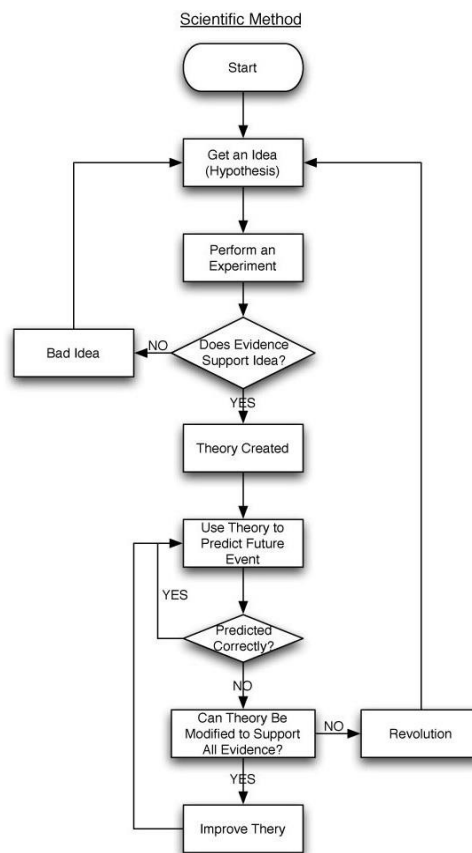 Scientific Method
Start
Get an Idea
(Hypothesis)
Perform an
Experiment
Does Evidence
Support Idea?
NO
Bad Idea
YES
Theory Created
Use Theory to
Predict Future
Event
YES
Predicted
Correctly?
NO
Can Theory Be
Modified to Support
All Evidence?
NO
Revolution
YES
Improve Thery